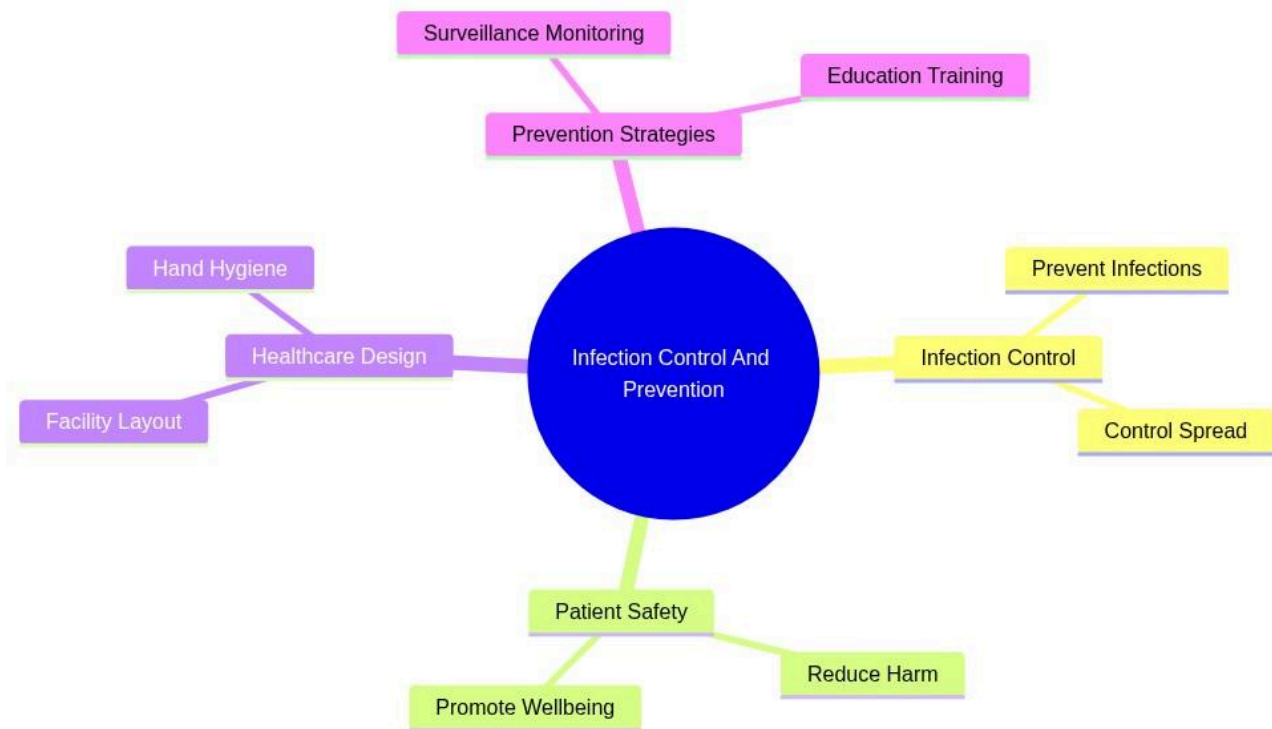 Surveillance Monitoring
Education Training
Prevention Strategies
Hand Hygiene
Prevent Infections
Healthcare Design
Infection Control And
Prevention
Infection Control
Facility Layout
Control Spread
Patient Safety
Reduce Harm
Promote Wellbeing